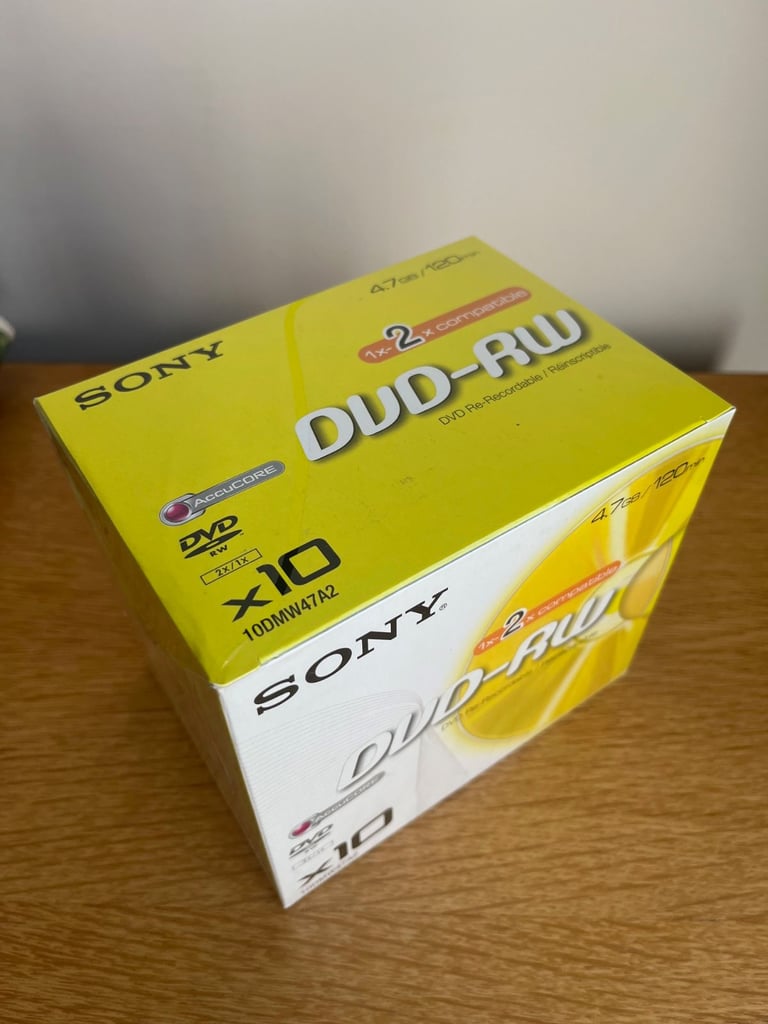 SONY
4.7GB/120min
1x-2x compatible
DVD-RW
DVD Re-Recordable / Réinscriptible
AccuCORE
DVD
RW
2x/1x
x10
10DMW47A2
SONY®
4.7GB/120min
1x-2x compatible
DVD-RW
DVD Re-Recordable
AccuCORE
DVD
x10